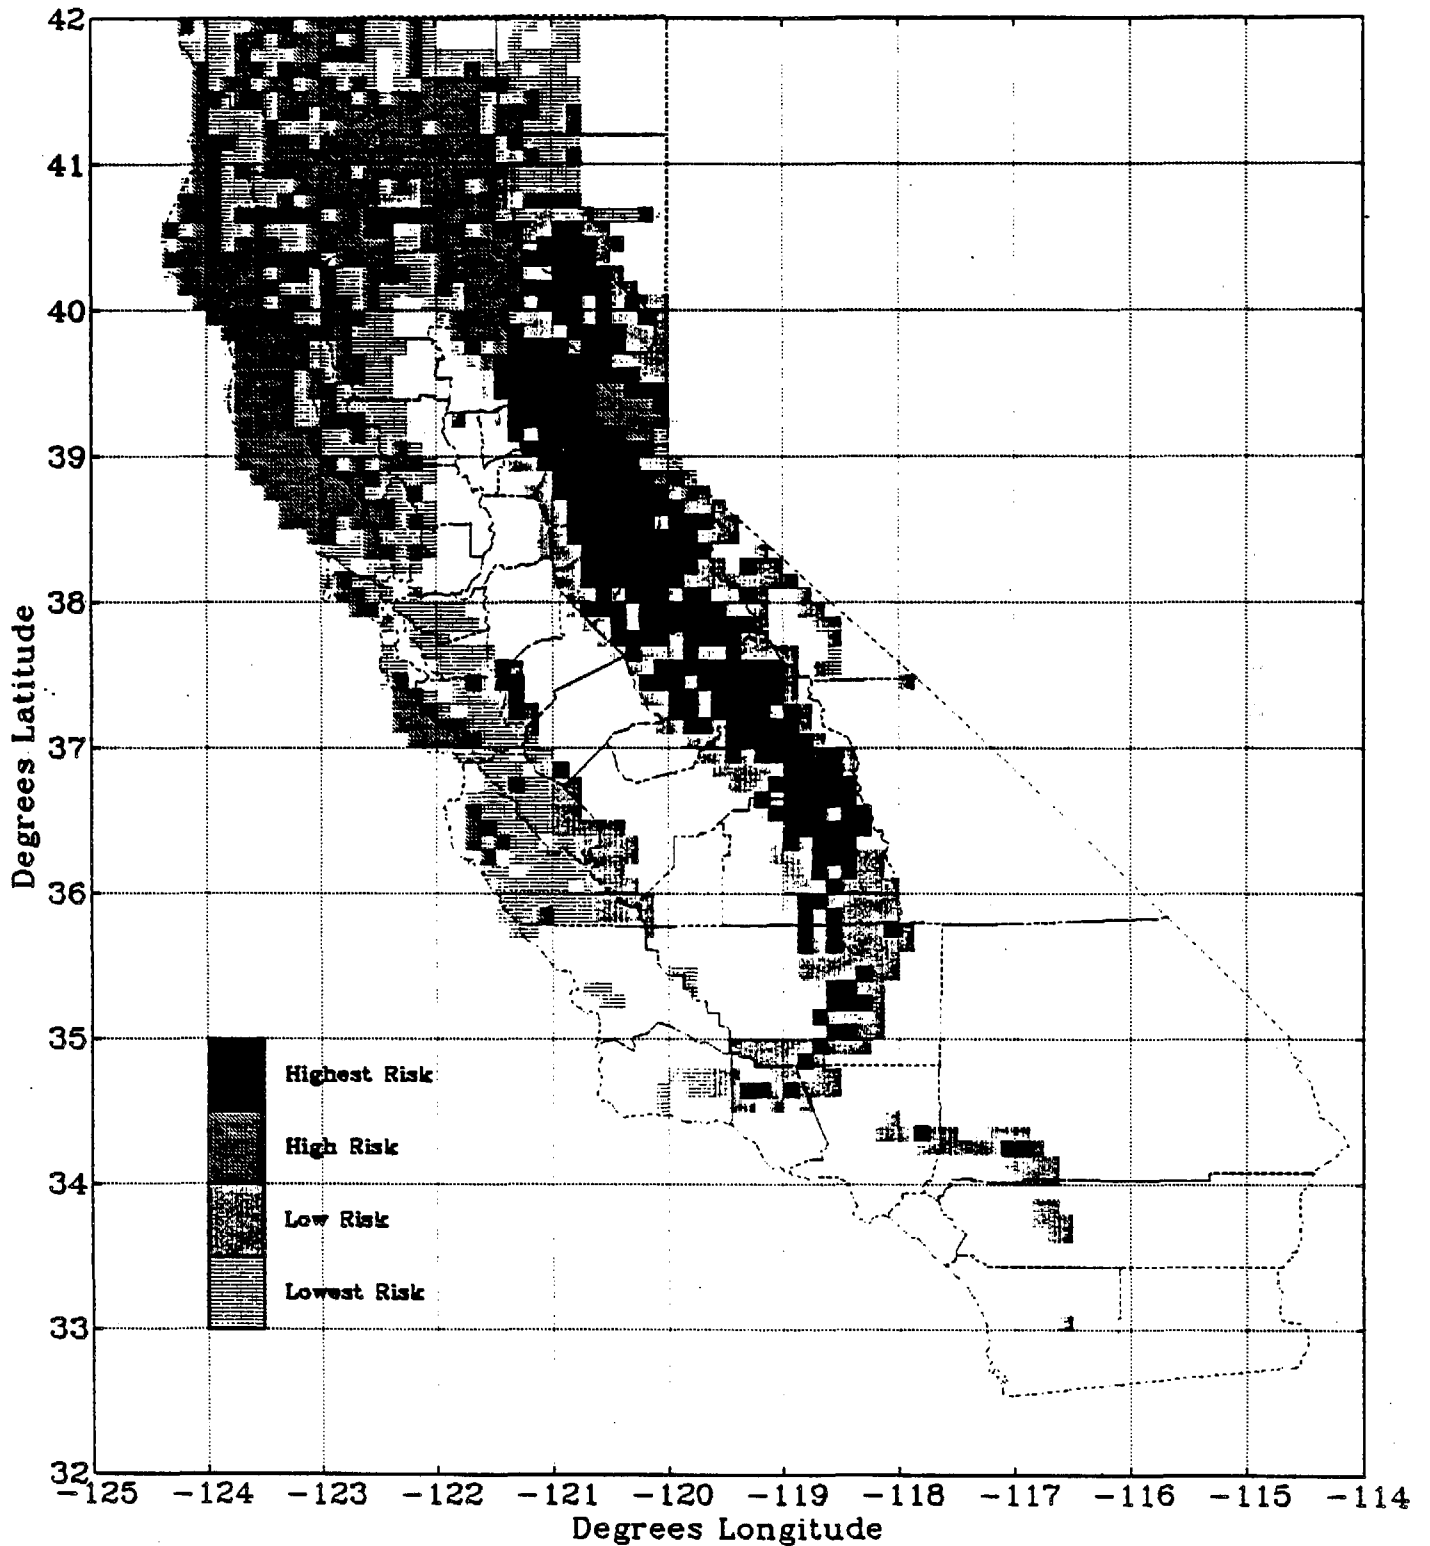 42
41
40
39
38
37
36
35
34
33
32
Degrees Latitude
Highest Risk
High Risk
Low Risk
Lowest Risk
-125 -124 -123 -122 -121 -120 -119 -118 -117 -116 -115 -114
Degrees Longitude